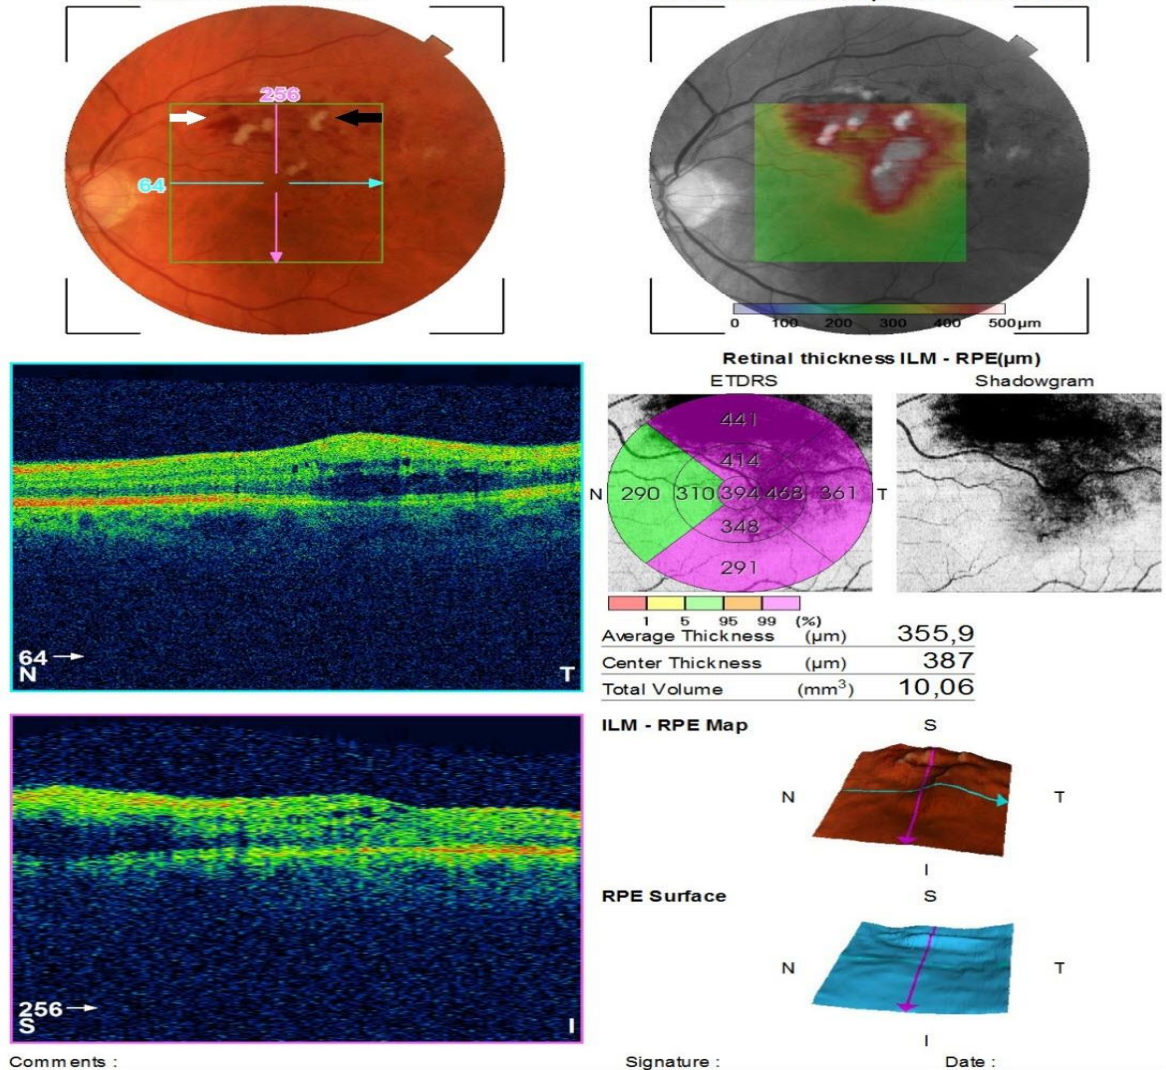 256
64
0 100 200 300 400 500μm
Retinal thickness ILM - RPE(μm)
ETDRS
Shadowgram
441
414
N 290 310 394 468 361 T
348
291
1 5 95 99 (%)
Average Thickness (μm) 355,9
Center Thickness (μm) 387
Total Volume (mm³) 10,06
64
N T
ILM - RPE Map
S
N T
I
RPE Surface
S
N T
I
256
S I
Comments :
Signature :
Date :